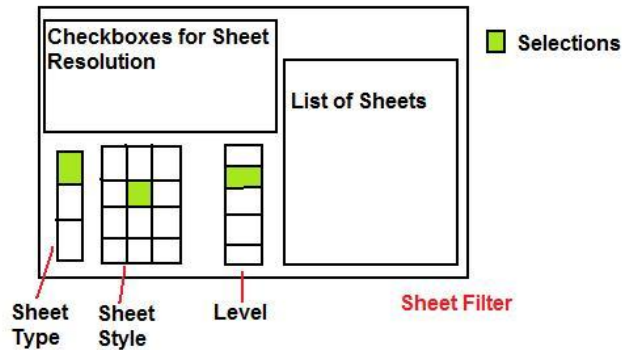 Checkboxes for Sheet
Resolution
Selections
List of Sheets
Sheet
Type
Sheet
Style
Level
Sheet Filter